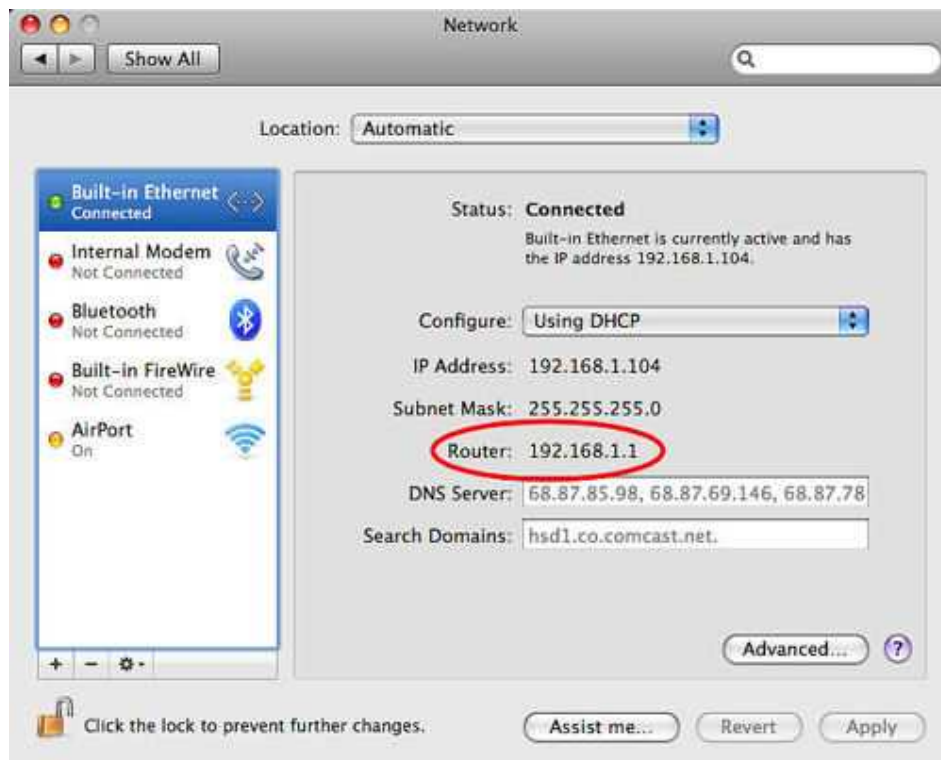 Network
Show All
Location: Automatic
Built-in Ethernet
Connected
Internal Modem
Not Connected
Bluetooth
Not Connected
Built-in FireWire
Not Connected
AirPort
On
+ -
Status: Connected
Built-in Ethernet is currently active and has
the IP address 192.168.1.104.
Configure: Using DHCP
IP Address: 192.168.1.104
Subnet Mask: 255.255.255.0
Router: 192.168.1.1
DNS Server: 68.87.85.98, 68.87.69.146, 68.87.78
Search Domains: hsd1.co.comcast.net.
Advanced... ?
Click the lock to prevent further changes.
Assist me... Revert Apply